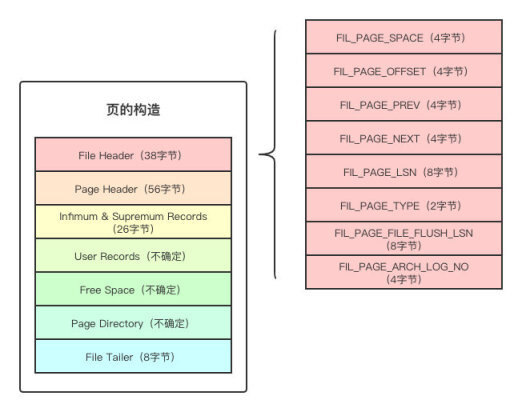 页的构造
File Header（38字节）
Page Header（56字节）
Infimum & Supremum Records
（26字节）
User Records（不确定）
Free Space（不确定）
Page Directory（不确定）
File Tailer（8字节）
FIL_PAGE_SPACE（4字节）
FIL_PAGE_OFFSET（4字节）
FIL_PAGE_PREV（4字节）
FIL_PAGE_NEXT（4字节）
FIL_PAGE_LSN（8字节）
FIL_PAGE_TYPE（2字节）
FIL_PAGE_FILE_FLUSH_LSN
（8字节）
FIL_PAGE_ARCH_LOG_NO
（4字节）